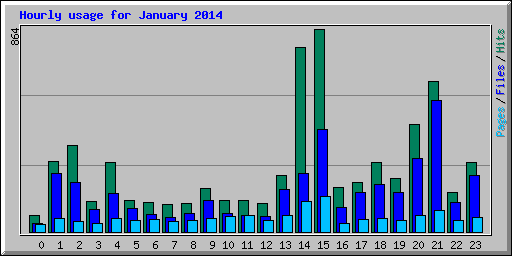 Hourly usage for January 2014
864
Pages / Files / Hits
0 1 2 3 4 5 6 7 8 9 10 11 12 13 14 15 16 17 18 19 20 21 22 23